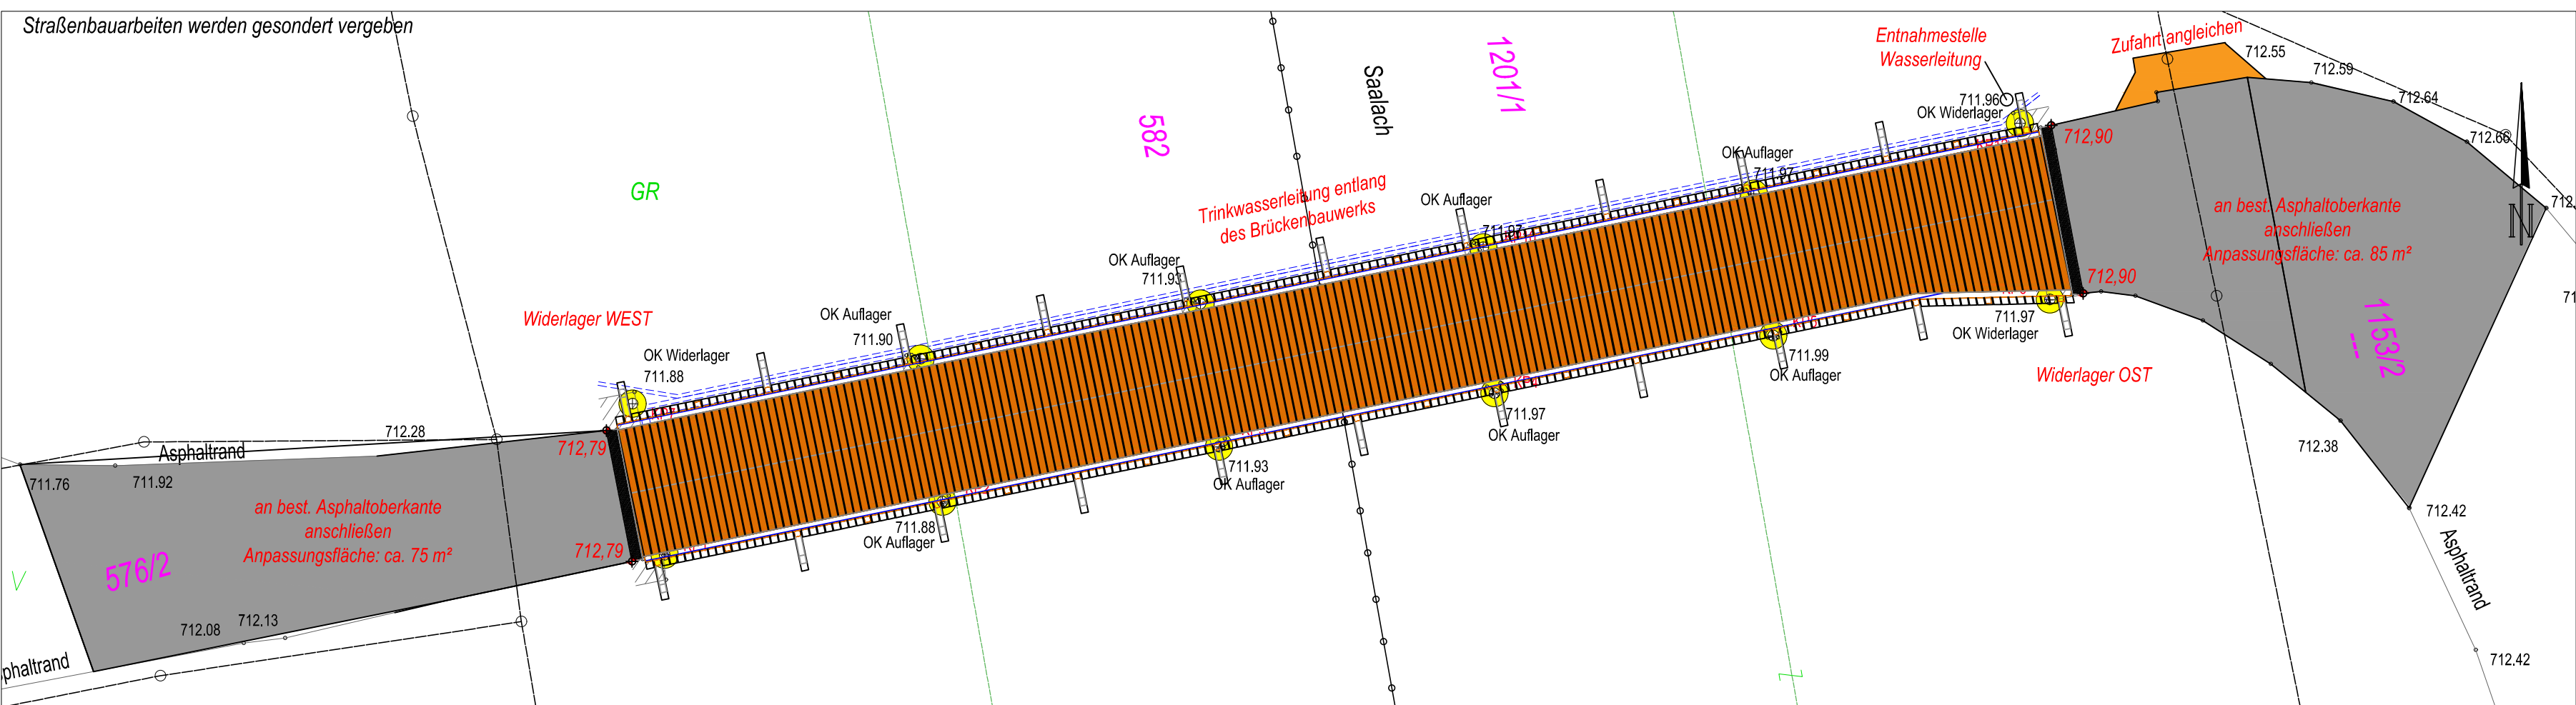 Straßenbauarbeiten werden gesondert vergeben
Entnahmestelle
Wasserleitung
Zufahrt angleichen
712.55
712.59
712.64
712.66
1201/1
Saalach
582
GR
711.96
OK Widerlager
712,90
OK Auflager
711.97
OK Auflager
711.97
Trinkwasserleitung entlang
des Brückenbauwerks
OK Auflager
711.93
OK Auflager
711.90
Widerlager WEST
OK Widerlager
711.88
an best. Asphaltoberkante
anschließen
Anpassungsfläche: ca. 85 m²
N
712,90
711.97
OK Widerlager
Widerlager OST
1153/2
---
KP5
711.99
OK Auflager
KP4
711.97
OK Auflager
711.93
OK Auflager
711.88
OK Auflager
712.28
Asphaltrand
712,79
711.76
711.92
an best. Asphaltoberkante
anschließen
Anpassungsfläche: ca. 75 m²
712,79
576/2
V
712.08
712.13
phaltrand
712.38
712.42
Asphaltrand
712.42
Z